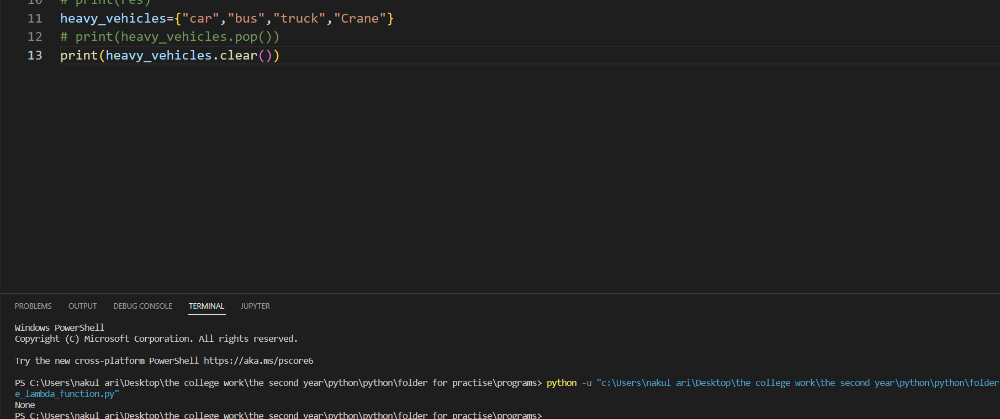 10 # print(res)
11 heavy_vehicles={"car","bus","truck","Crane"}
12 # print(heavy_vehicles.pop())
13 print(heavy_vehicles.clear())
PROBLEMS OUTPUT DEBUG CONSOLE TERMINAL JUPYTER
Windows PowerShell
Copyright (C) Microsoft Corporation. All rights reserved.
Try the new cross-platform PowerShell https://aka.ms/pscore6
PS C:\Users\nakul ari\Desktop\the college work\the second year\python\python\folder for practise\programs> python -u "c:\Users\nakul ari\Desktop\the college work\the second year\python\python\folder
e_lambda_function.py"
None
PS C:\Users\nakul ari\Desktop\the college work\the second year\python\python\folder for practise\programs>